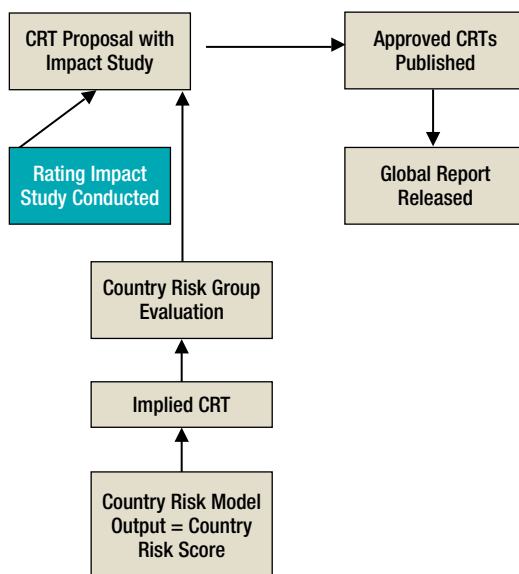 CRT Proposal with
Impact Study
Approved CRTs
Published
Rating Impact
Study Conducted
Global Report
Released
Country Risk Group
Evaluation
Implied CRT
Country Risk Model
Output = Country
Risk Score